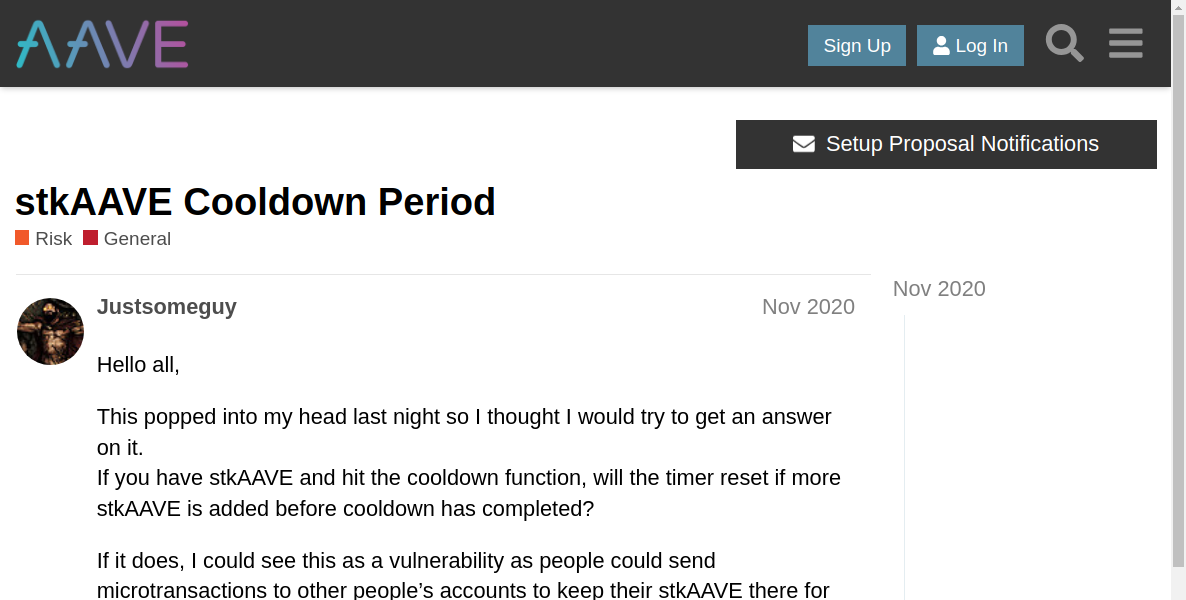 AAVE
Sign Up
Log In
Setup Proposal Notifications
stkAAVE Cooldown Period
Risk General
Nov 2020
Justsomeguy
Nov 2020
Hello all,
This popped into my head last night so I thought I would try to get an answer
on it.
If you have stkAAVE and hit the cooldown function, will the timer reset if more
stkAAVE is added before cooldown has completed?
If it does, I could see this as a vulnerability as people could send
microtransactions to other people’s accounts to keep their stkAAVE there for